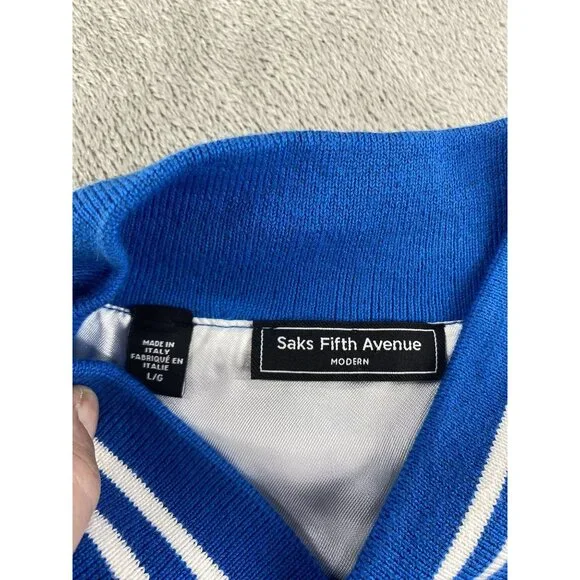 MADE IN
ITALY
FABRIQUÉ EN
ITALIE
L/G
Saks Fifth Avenue
MODERN